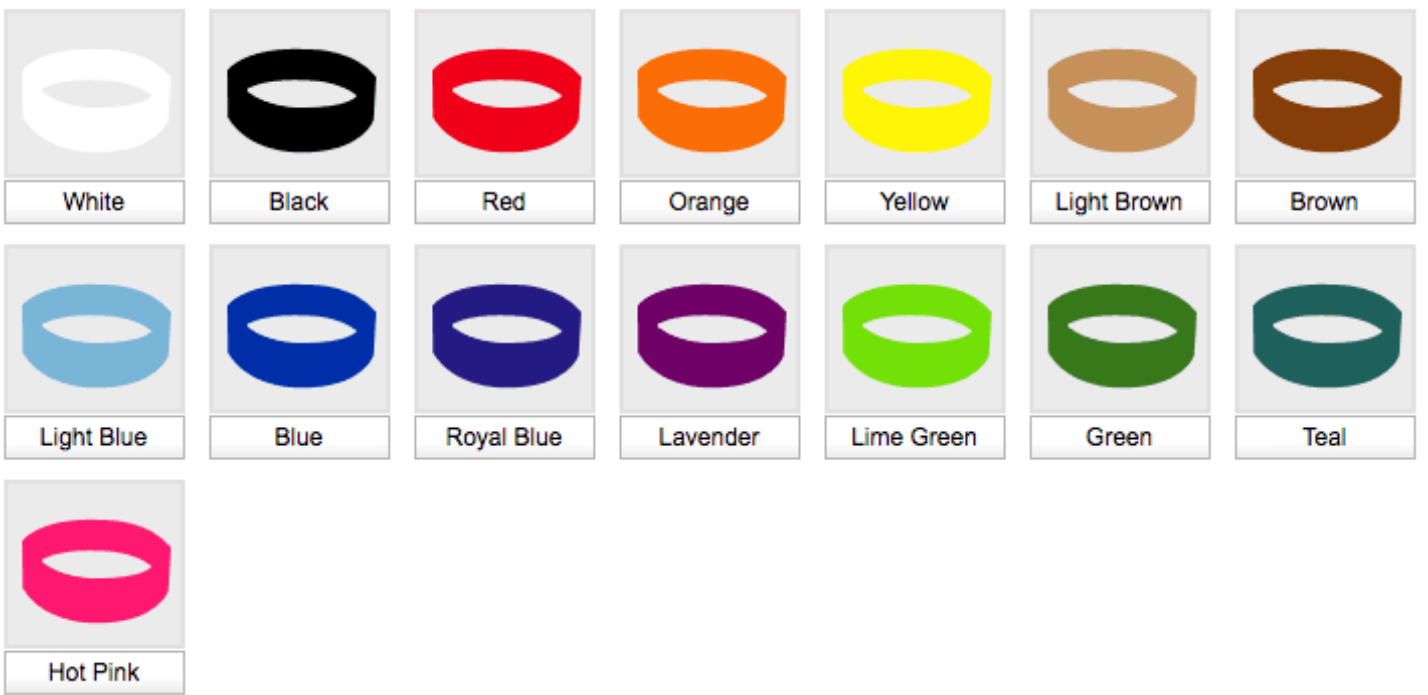 White
Black
Red
Orange
Yellow
Light Brown
Brown
Light Blue
Blue
Royal Blue
Lavender
Lime Green
Green
Teal
Hot Pink